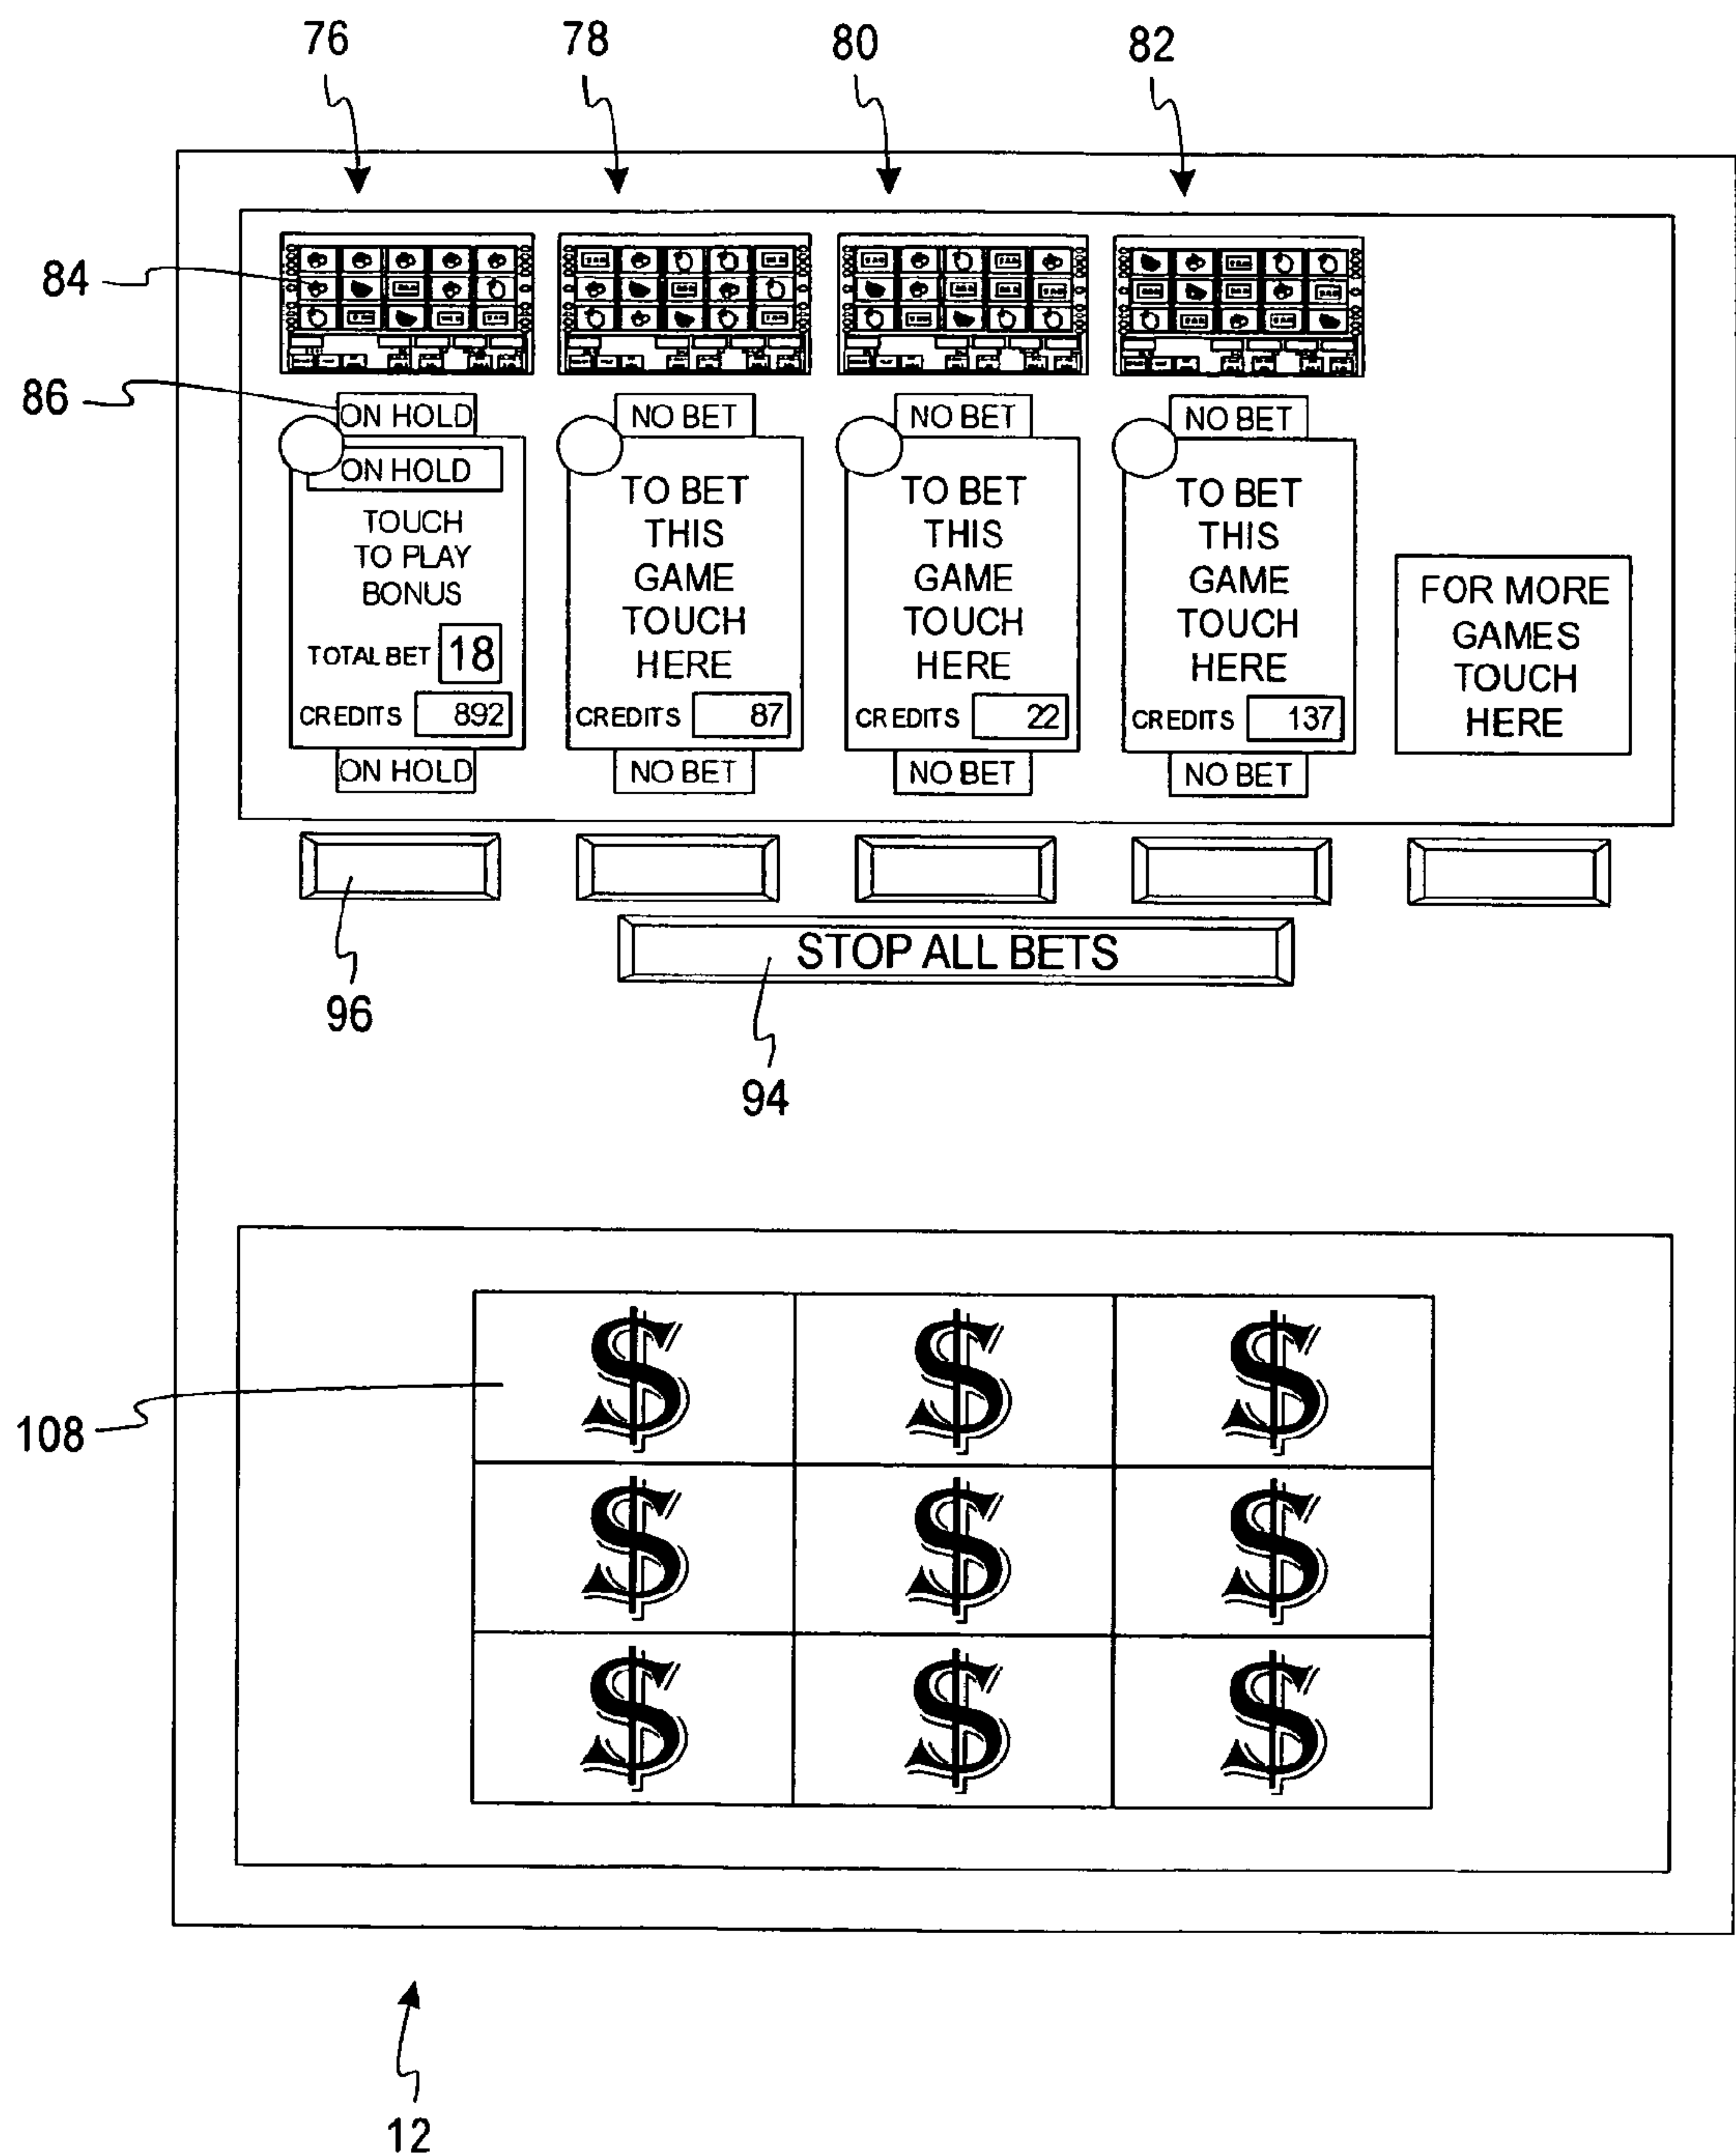 76
78
80
82
84
86
ON HOLD
ON HOLD
TOUCH
TO PLAY
BONUS
TOTAL BET 18
CREDITS 892
ON HOLD
NO BET
TO BET
THIS
GAME
TOUCH
HERE
CREDITS 87
NO BET
NO BET
TO BET
THIS
GAME
TOUCH
HERE
CREDITS 22
NO BET
NO BET
TO BET
THIS
GAME
TOUCH
HERE
CREDITS 137
NO BET
FOR MORE
GAMES
TOUCH
HERE
STOP ALL BETS
96
94
108
$ $ $
$ $ $
$ $ $
12